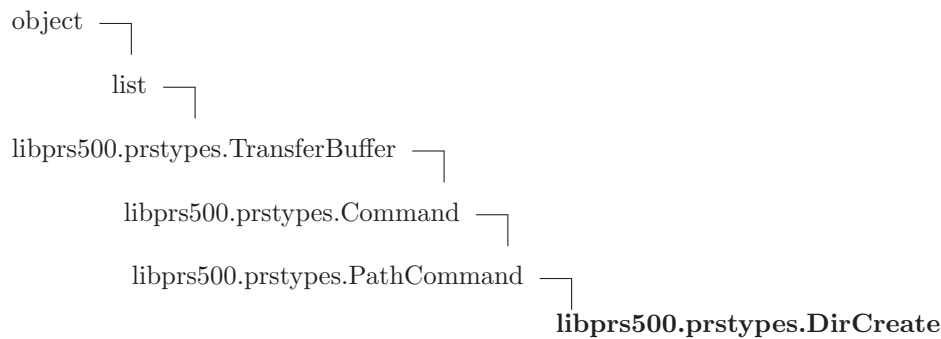 object
list
libprs500.prstypes.TransferBuffer
libprs500.prstypes.Command
libprs500.prstypes.PathCommand
libprs500.prstypes.DirCreate